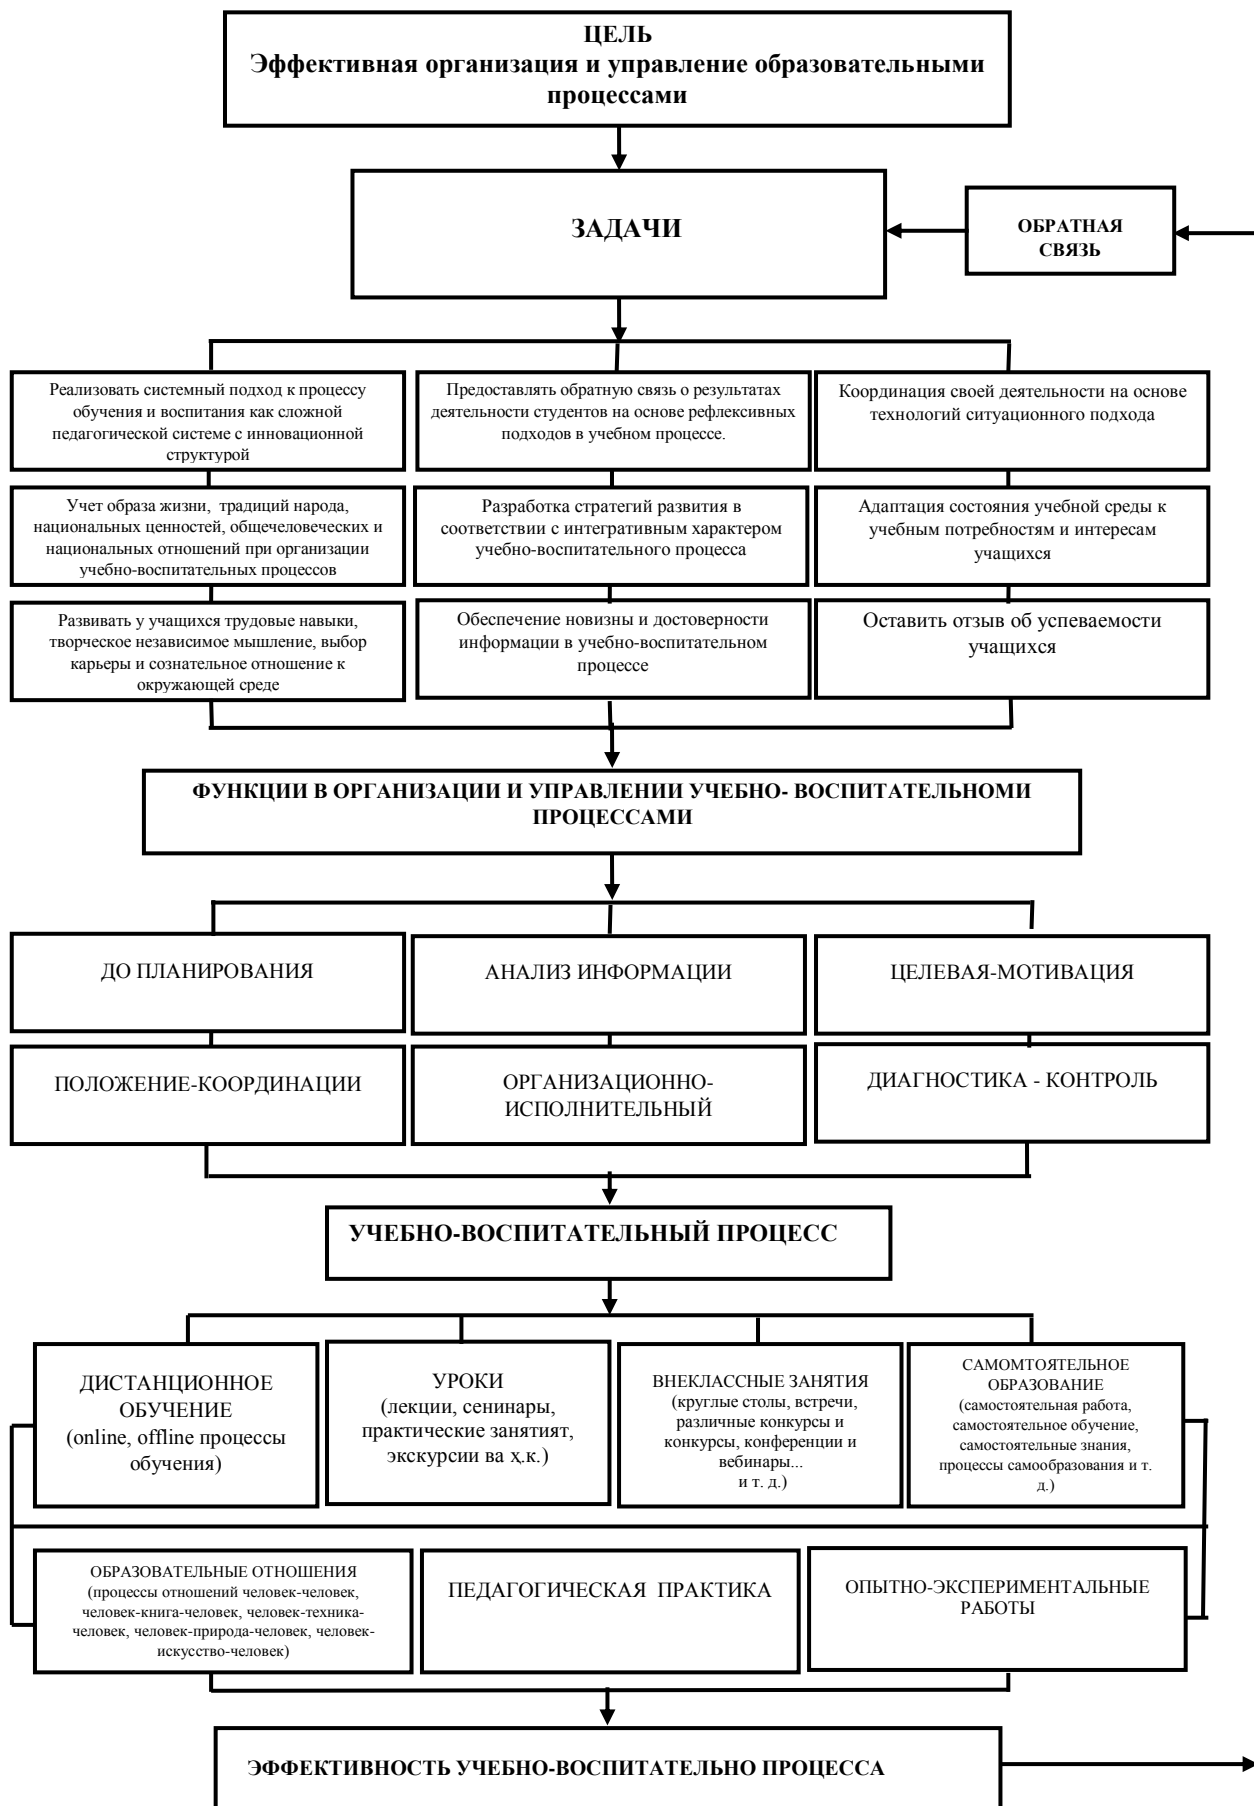 ЦЕЛЬ
Эффективная организация и управление образовательными
процессами
ЗАДАЧИ
ОБРАТНАЯ
СВЯЗЬ
Реализовать системный подход к процессу
обучения и воспитания как сложной
педагогической системе с инновационной
структурой
Предоставлять обратную связь о результатах
деятельности студентов на основе рефлексивных
подходов в учебном процессе.
Координация своей деятельности на основе
технологий ситуационного подхода
Учет образа жизни, традиций народа,
национальных ценностей, общечеловеческих и
национальных отношений при организации
учебно-воспитательных процессов
Разработка стратегий развития в
соответствии с интегративным характером
учебно-воспитательного процесса
Адаптация состояния учебной среды к
учебным потребностям и интересам
учащихся
Развивать у учащихся трудовые навыки,
творческое независимое мышление, выбор
карьеры и сознательное отношение к
окружающей среде
Обеспечение новизны и достоверности
информации в учебно-воспитательном
процессе
Оставить отзыв об успеваемости
учащихся
ФУНКЦИИ В ОРГАНИЗАЦИИ И УПРАВЛЕНИИ УЧЕБНО- ВОСПИТАТЕЛЬНОМИ
ПРОЦЕССАМИ
ДО ПЛАНИРОВАНИЯ
АНАЛИЗ ИНФОРМАЦИИ
ЦЕЛЕВАЯ-МОТИВАЦИЯ
ПОЛОЖЕНИЕ-КООРДИНАЦИИ
ОРГАНИЗАЦИОННО-
ИСПОЛНИТЕЛЬНЫЙ
ДИАГНОСТИКА - КОНТРОЛЬ
УЧЕБНО-ВОСПИТАТЕЛЬНЫЙ ПРОЦЕСС
ДИСТАНЦИОННОЕ
ОБУЧЕНИЕ
(online, offline процессы
обучения)
УРОКИ
(лекции, сенинары,
практические занятият,
экскурсии ва ҳ.к.)
ВНЕКЛАССНЫЕ ЗАНЯТИЯ
(круглые столы, встречи,
различные конкурсы и
конкурсы, конференции и
вебинары...
и т. д.)
САМОМТОЯТЕЛЬНОЕ
ОБРАЗОВАНИЕ
(самостоятельная работа,
самостоятельное обучение,
самостоятельные знания,
процессы самообразования и т.
д.)
ОБРАЗОВАТЕЛЬНЫЕ ОТНОШЕНИЯ
(процессы отношений человек-человек,
человек-книга-человек, человек-техника-
человек, человек-природа-человек, человек-
искусство-человек)
ПЕДАГОГИЧЕСКАЯ ПРАКТИКА
ОПЫТНО-ЭКСПЕРИМЕНТАЛЬНЫЕ
РАБОТЫ
ЭФФЕКТИВНОСТЬ УЧЕБНО-ВОСПИТАТЕЛЬНО ПРОЦЕССА